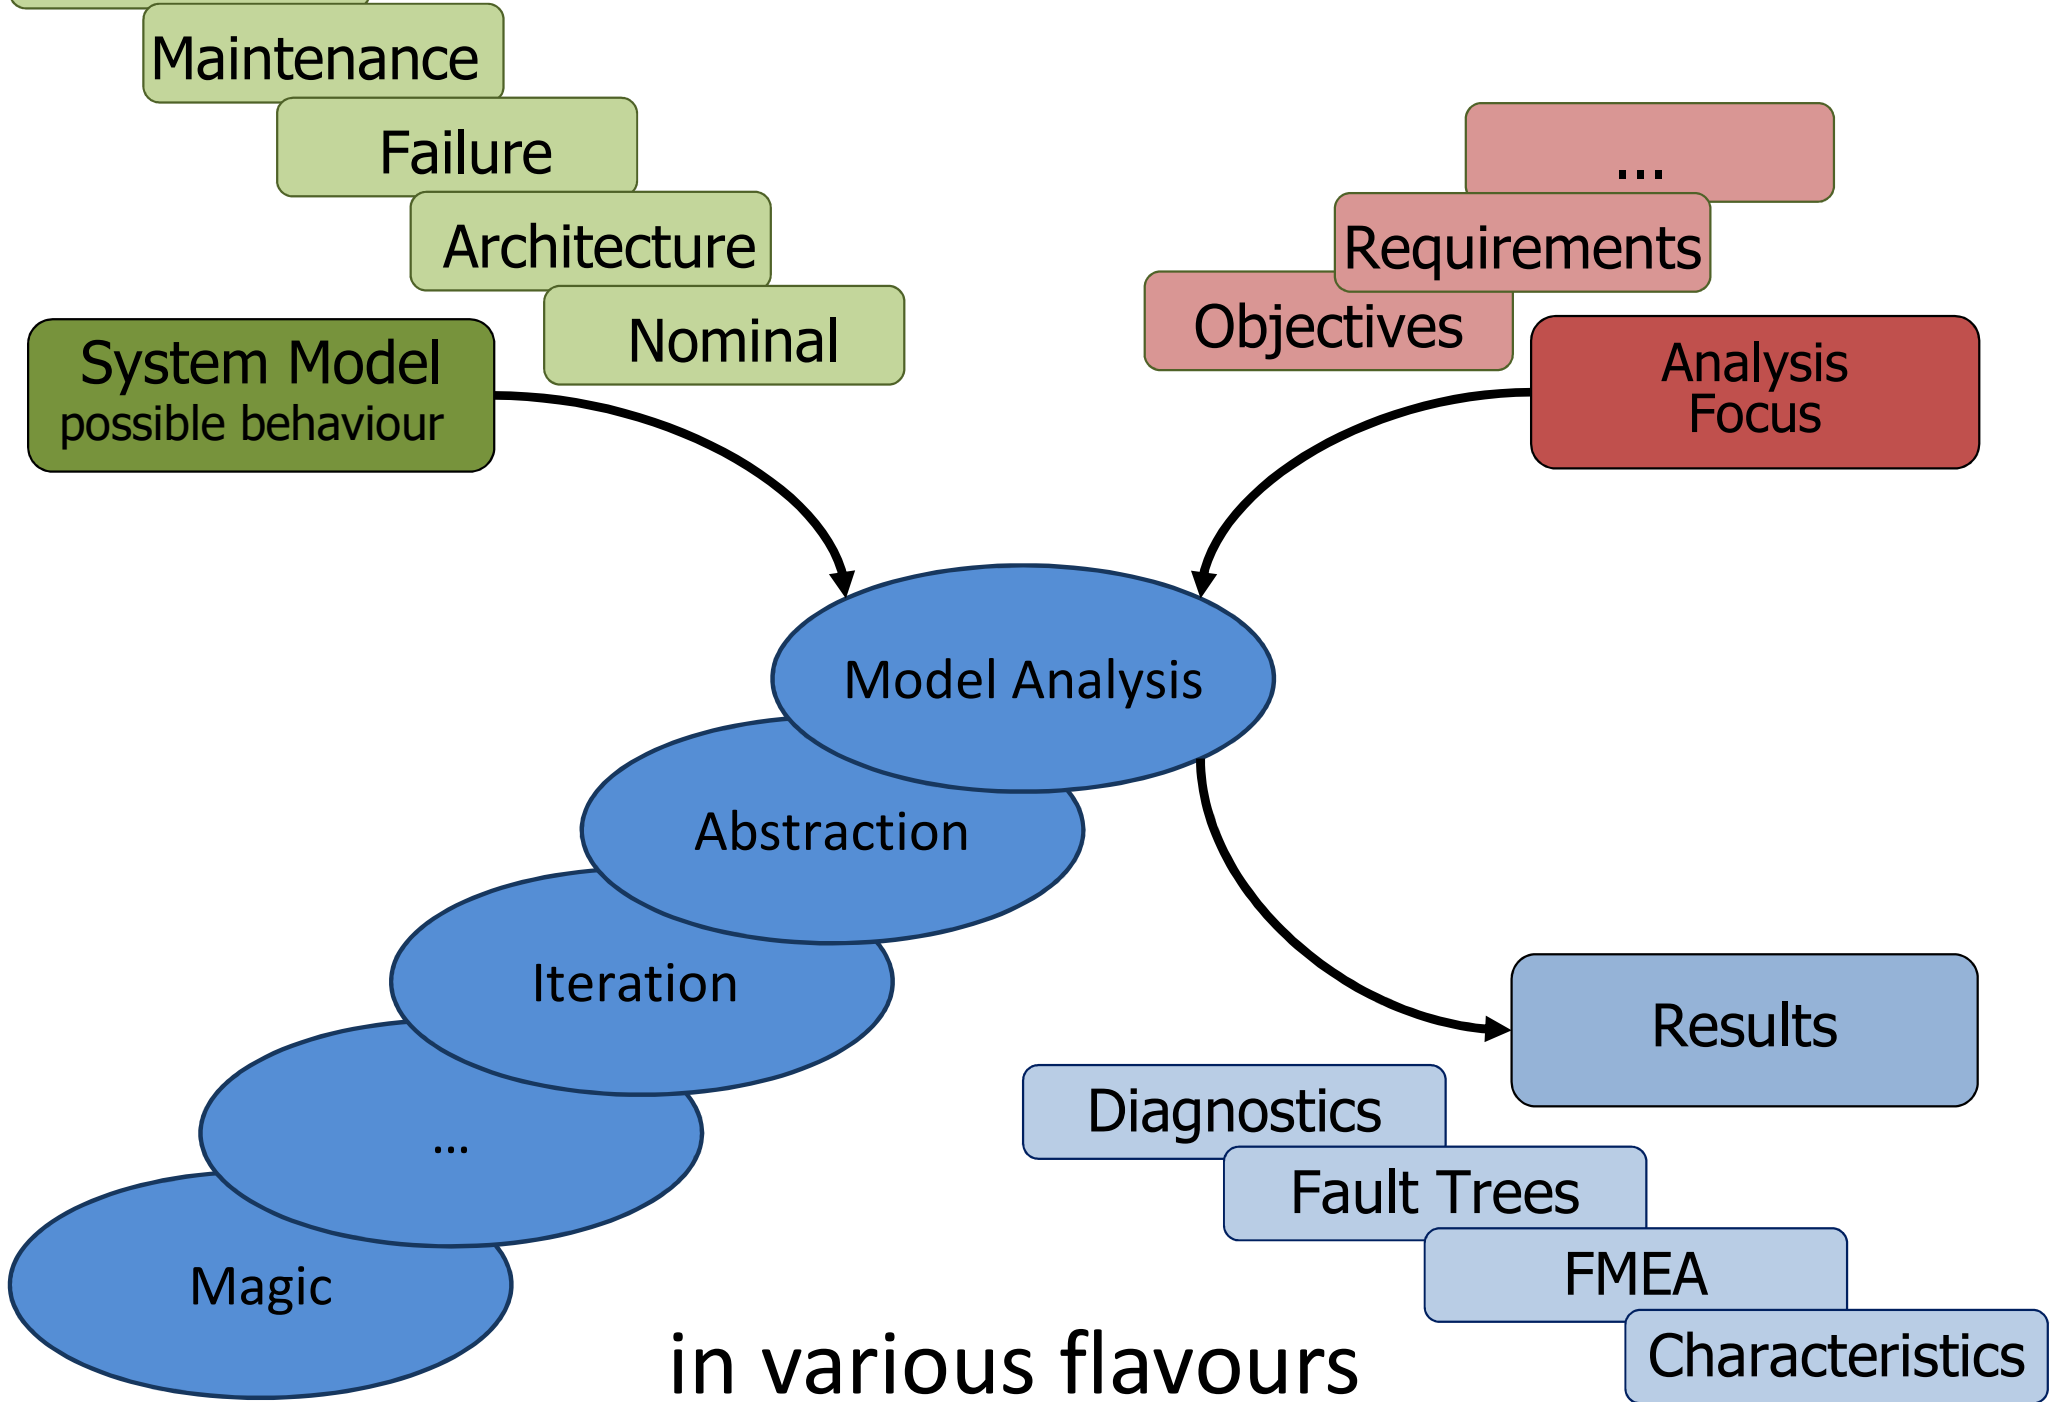 Maintenance
Failure
Architecture
Nominal
System Model
possible behaviour
...
Requirements
Objectives
Analysis
Focus
Model Analysis
Abstraction
Iteration
...
Magic
Results
Diagnostics
Fault Trees
FMEA
Characteristics
in various flavours